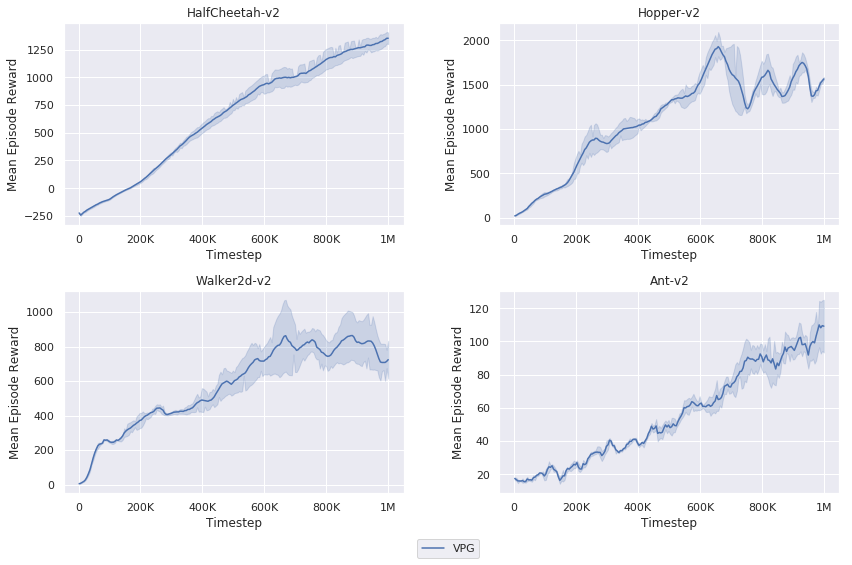 HalfCheetah-v2
Mean Episode Reward
1250
1000
750
500
250
0
−250
0 200K 400K 600K 800K 1M
Timestep
Hopper-v2
Mean Episode Reward
2000
1500
1000
500
0
0 200K 400K 600K 800K 1M
Timestep
Walker2d-v2
Mean Episode Reward
1000
800
600
400
200
0
0 200K 400K 600K 800K 1M
Timestep
Ant-v2
Mean Episode Reward
120
100
80
60
40
20
0 200K 400K 600K 800K 1M
Timestep
VPG